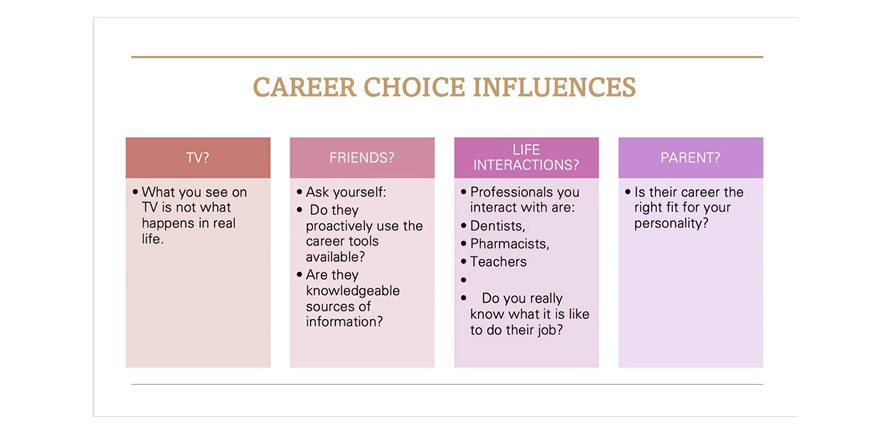 CAREER CHOICE INFLUENCES
TV?
• What you see on
TV is not what
happens in real
life.
FRIENDS?
• Ask yourself:
• Do they
proactively use the
career tools
available?
• Are they
knowledgeable
sources of
information?
LIFE
INTERACTIONS?
• Professionals you
interact with are:
• Dentists,
• Pharmacists,
• Teachers
•
• Do you really
know what it is like
to do their job?
PARENT?
• Is their career the
right fit for your
personality?